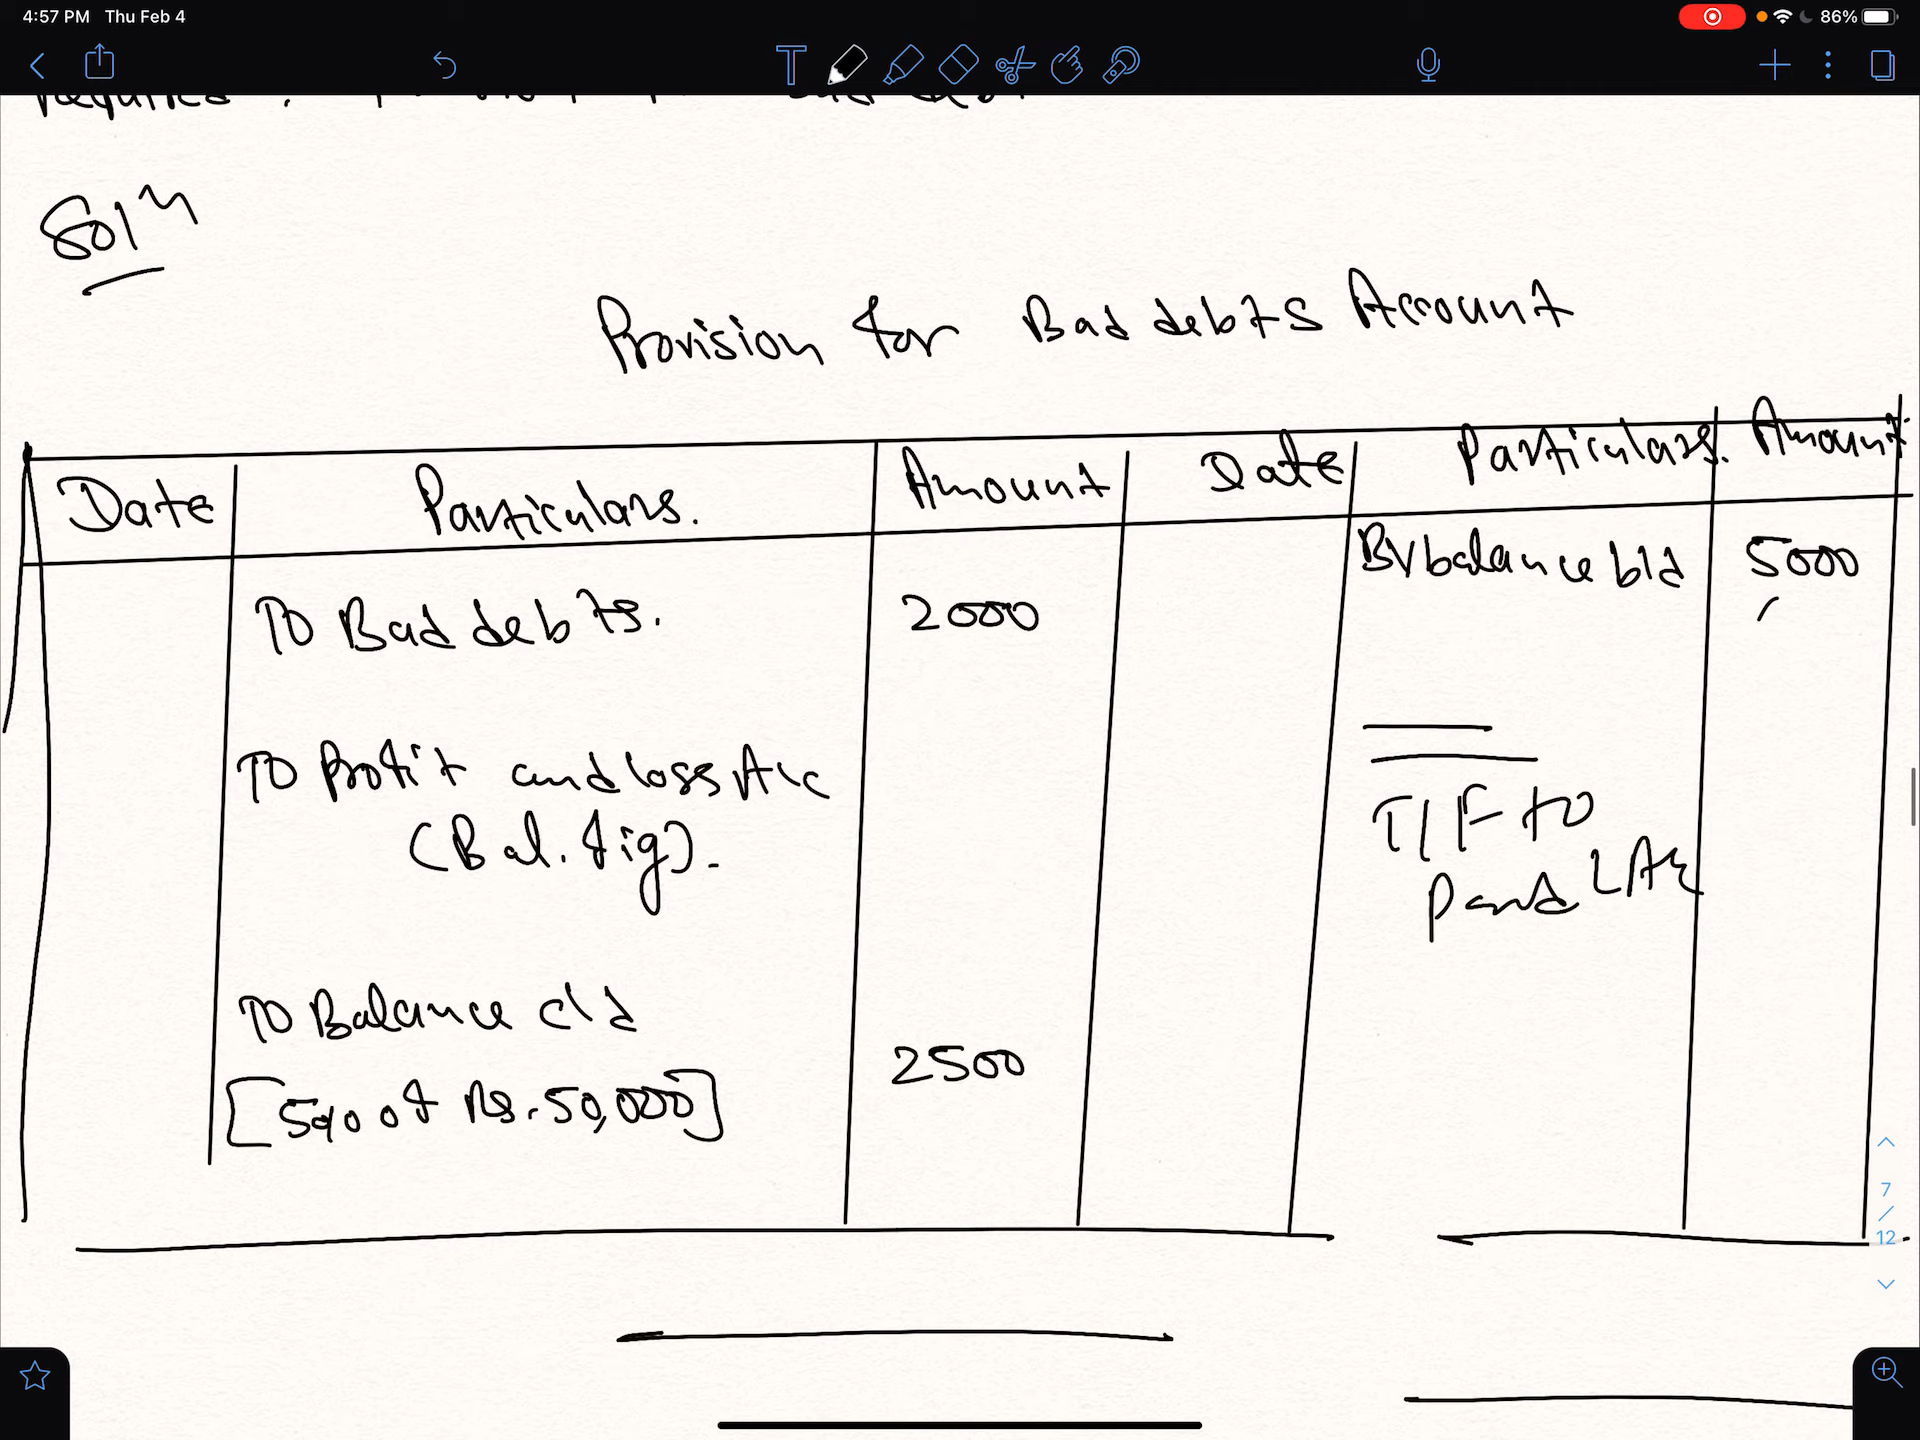 4:57 PM Thu Feb 4
86%
Soln
Provision for Bad debts Account
Date Particulars. Amount Date Particulars. Amount
By balance b/d 5000
To Bad debts. 2000
To Profit and loss A/c
(Bal. fig).
T/F to
P and L A/c
To Balance c/d
2500
[5% of Rs. 50,000]
7
/
12